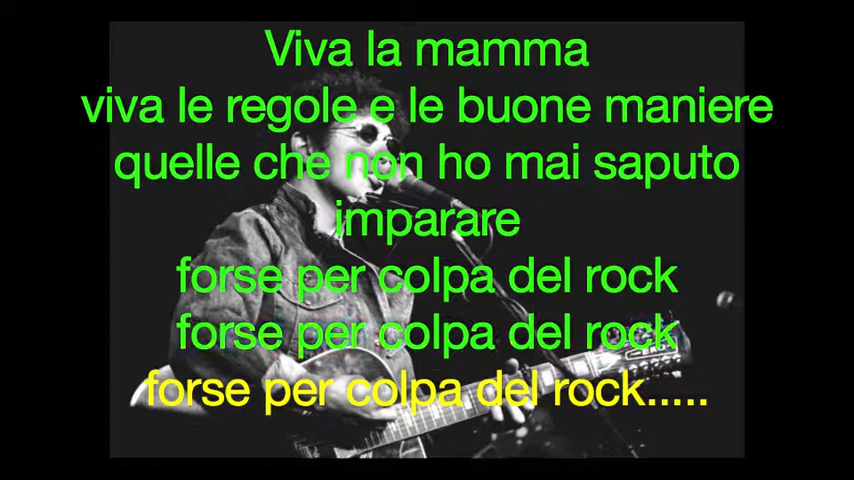 Viva la mamma
viva le regole e le buone maniere
quelle che non ho mai saputo
imparare
forse per colpa del rock
forse per colpa del rock
forse per colpa del rock.....